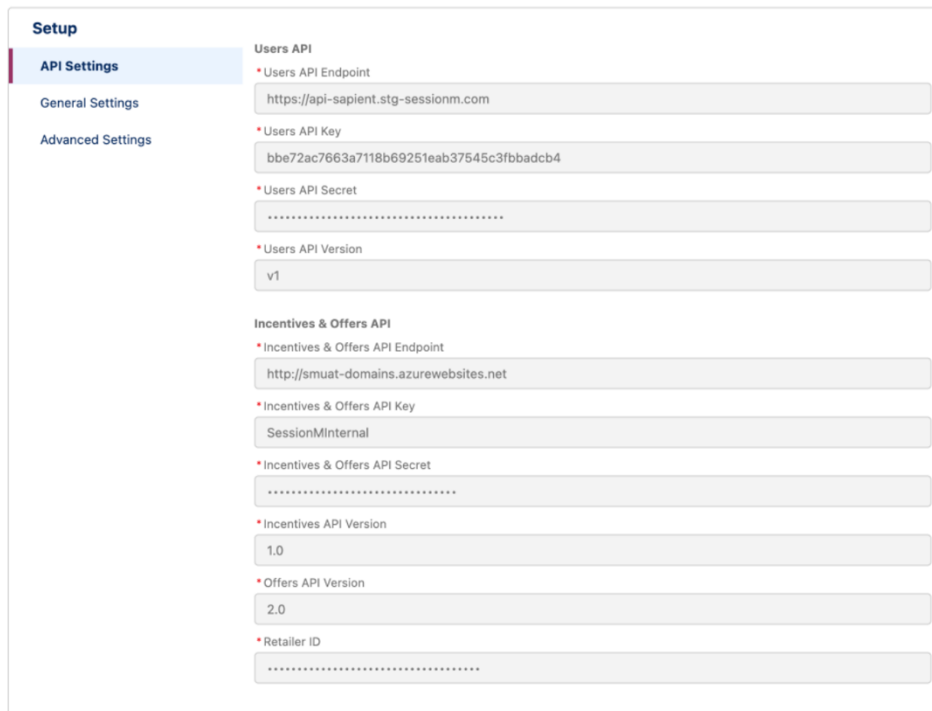 Setup
API Settings
General Settings
Advanced Settings
Users API
* Users API Endpoint
https://api-sapient.stg-sessionm.com
* Users API Key
bbe72ac7663a7118b69251eab37545c3fbbadcb4
* Users API Secret
••••••••••••••••••••••••••••••••••••••••
* Users API Version
v1
Incentives & Offers API
* Incentives & Offers API Endpoint
http://smuat-domains.azurewebsites.net
* Incentives & Offers API Key
SessionMInternal
* Incentives & Offers API Secret
••••••••••••••••••••••••••••••••
* Incentives API Version
1.0
* Offers API Version
2.0
* Retailer ID
••••••••••••••••••••••••••••••••••••